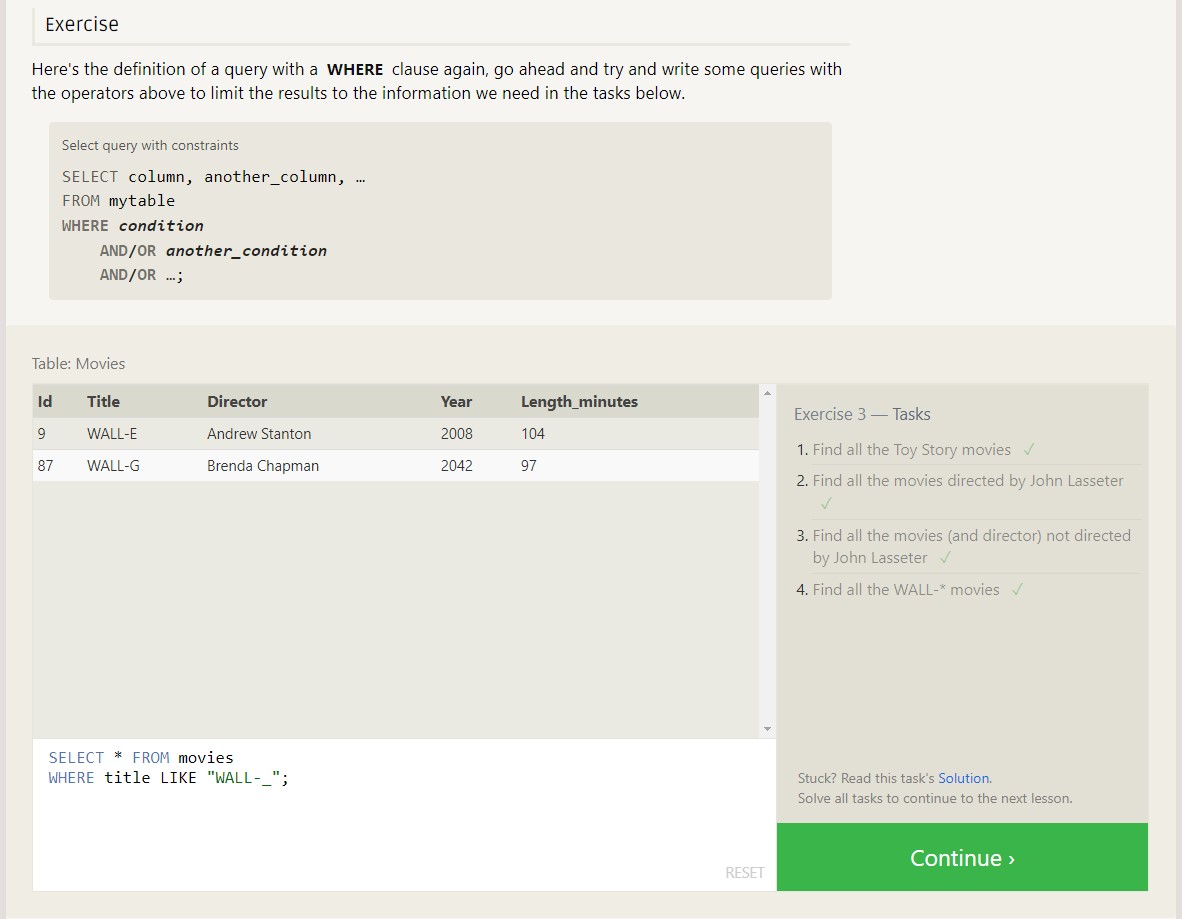 Exercise
Here's the definition of a query with a WHERE clause again, go ahead and try and write some queries with
the operators above to limit the results to the information we need in the tasks below.
Select query with constraints
SELECT column, another_column, …
FROM mytable
WHERE condition
AND/OR another_condition
AND/OR …;
Table: Movies
Id Title Director Year Length_minutes
9 WALL-E Andrew Stanton 2008 104
87 WALL-G Brenda Chapman 2042 97
SELECT * FROM movies
WHERE title LIKE "WALL-_";
RESET
Exercise 3 — Tasks
1. Find all the Toy Story movies ✓
2. Find all the movies directed by John Lasseter
✓
3. Find all the movies (and director) not directed
by John Lasseter ✓
4. Find all the WALL-* movies ✓
Stuck? Read this task's Solution.
Solve all tasks to continue to the next lesson.
Continue ›